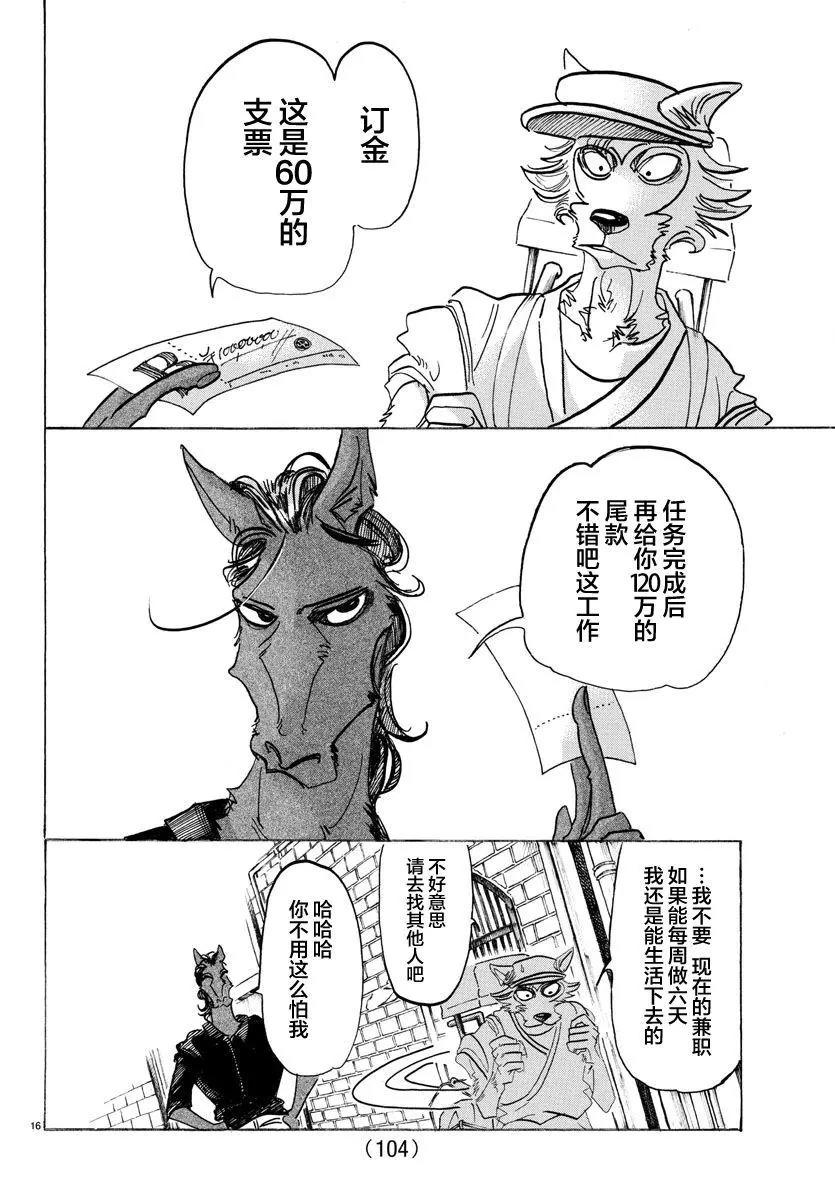 订金
这是60万的
支票
¥1000000
任务完成后
再给你120万的
尾款
不错吧这工作
…我不要 现在的兼职
如果能每周做六天
我还是能生活下去的
不好意思
请去找其他人吧
哈哈哈
你不用这么怕我
16
(104)